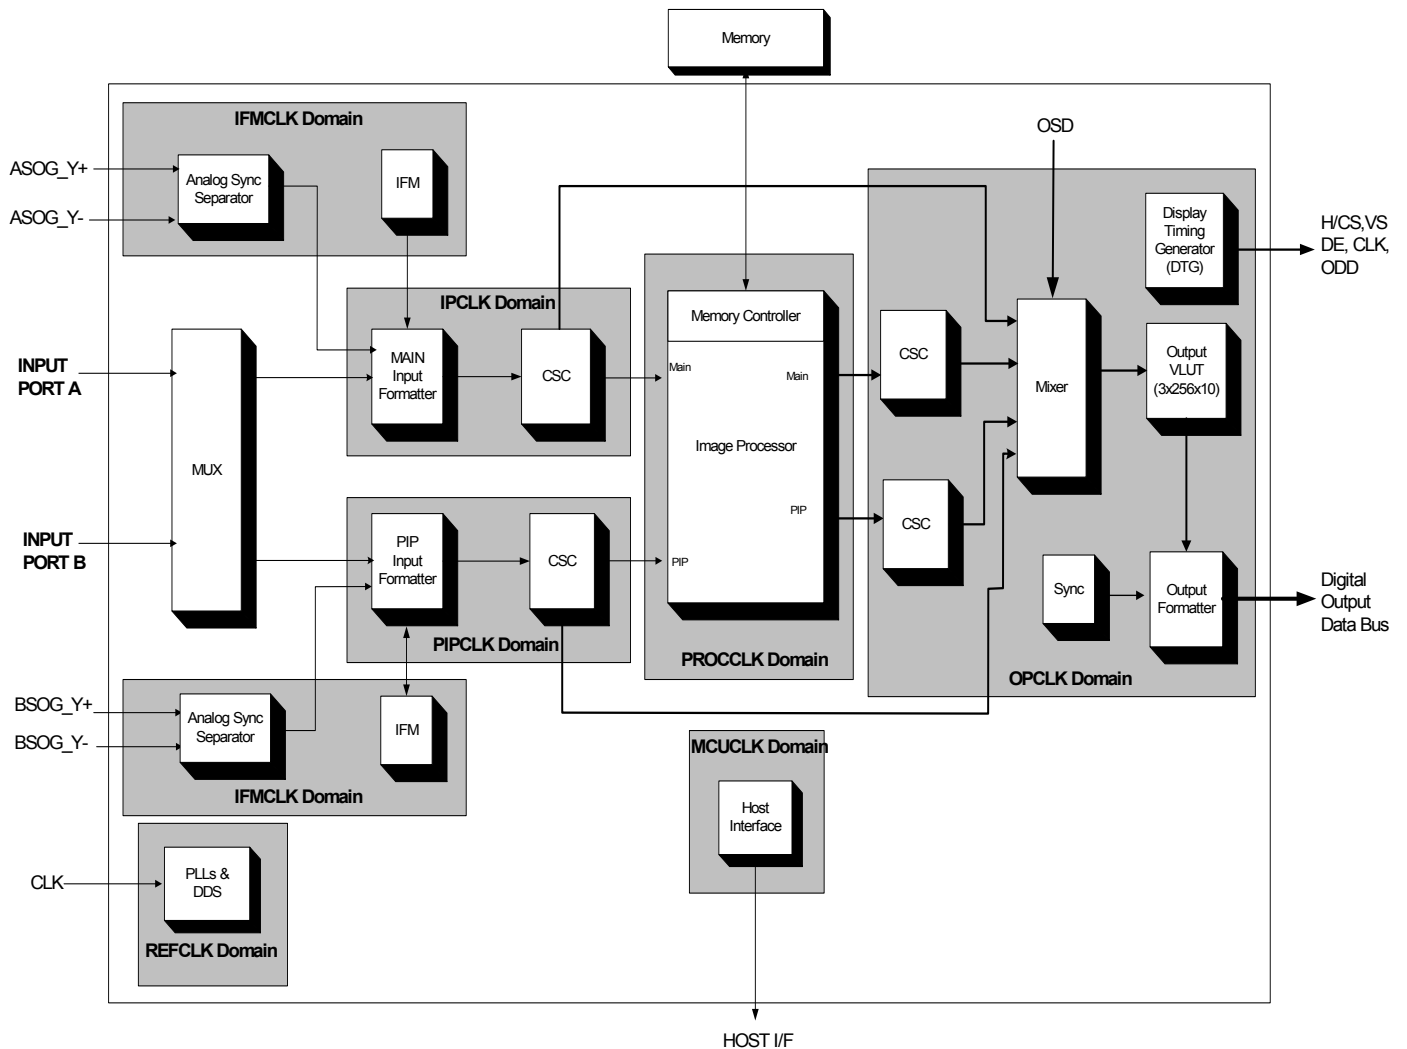 Memory
IFMCLK Domain
ASOG_Y+
ASOG_Y-
Analog Sync
Separator
IFM
OSD
Display
Timing
Generator
(DTG)
H/CS,VS
DE, CLK,
ODD
IPCLK Domain
Memory Controller
INPUT
PORT A
MAIN
Input
Formatter
CSC
Main
Main
CSC
Mixer
Output
VLUT
(3x256x10)
MUX
Image Processor
INPUT
PORT B
PIP
Input
Formatter
CSC
PIP
PIP
CSC
Sync
Output
Formatter
Digital
Output
Data Bus
PIPCLK Domain
PROCCLK Domain
OPCLK Domain
BSOG_Y+
BSOG_Y-
Analog Sync
Separator
IFM
IFMCLK Domain
MCUCLK Domain
Host
Interface
CLK
PLLs &
DDS
REFCLK Domain
HOST I/F